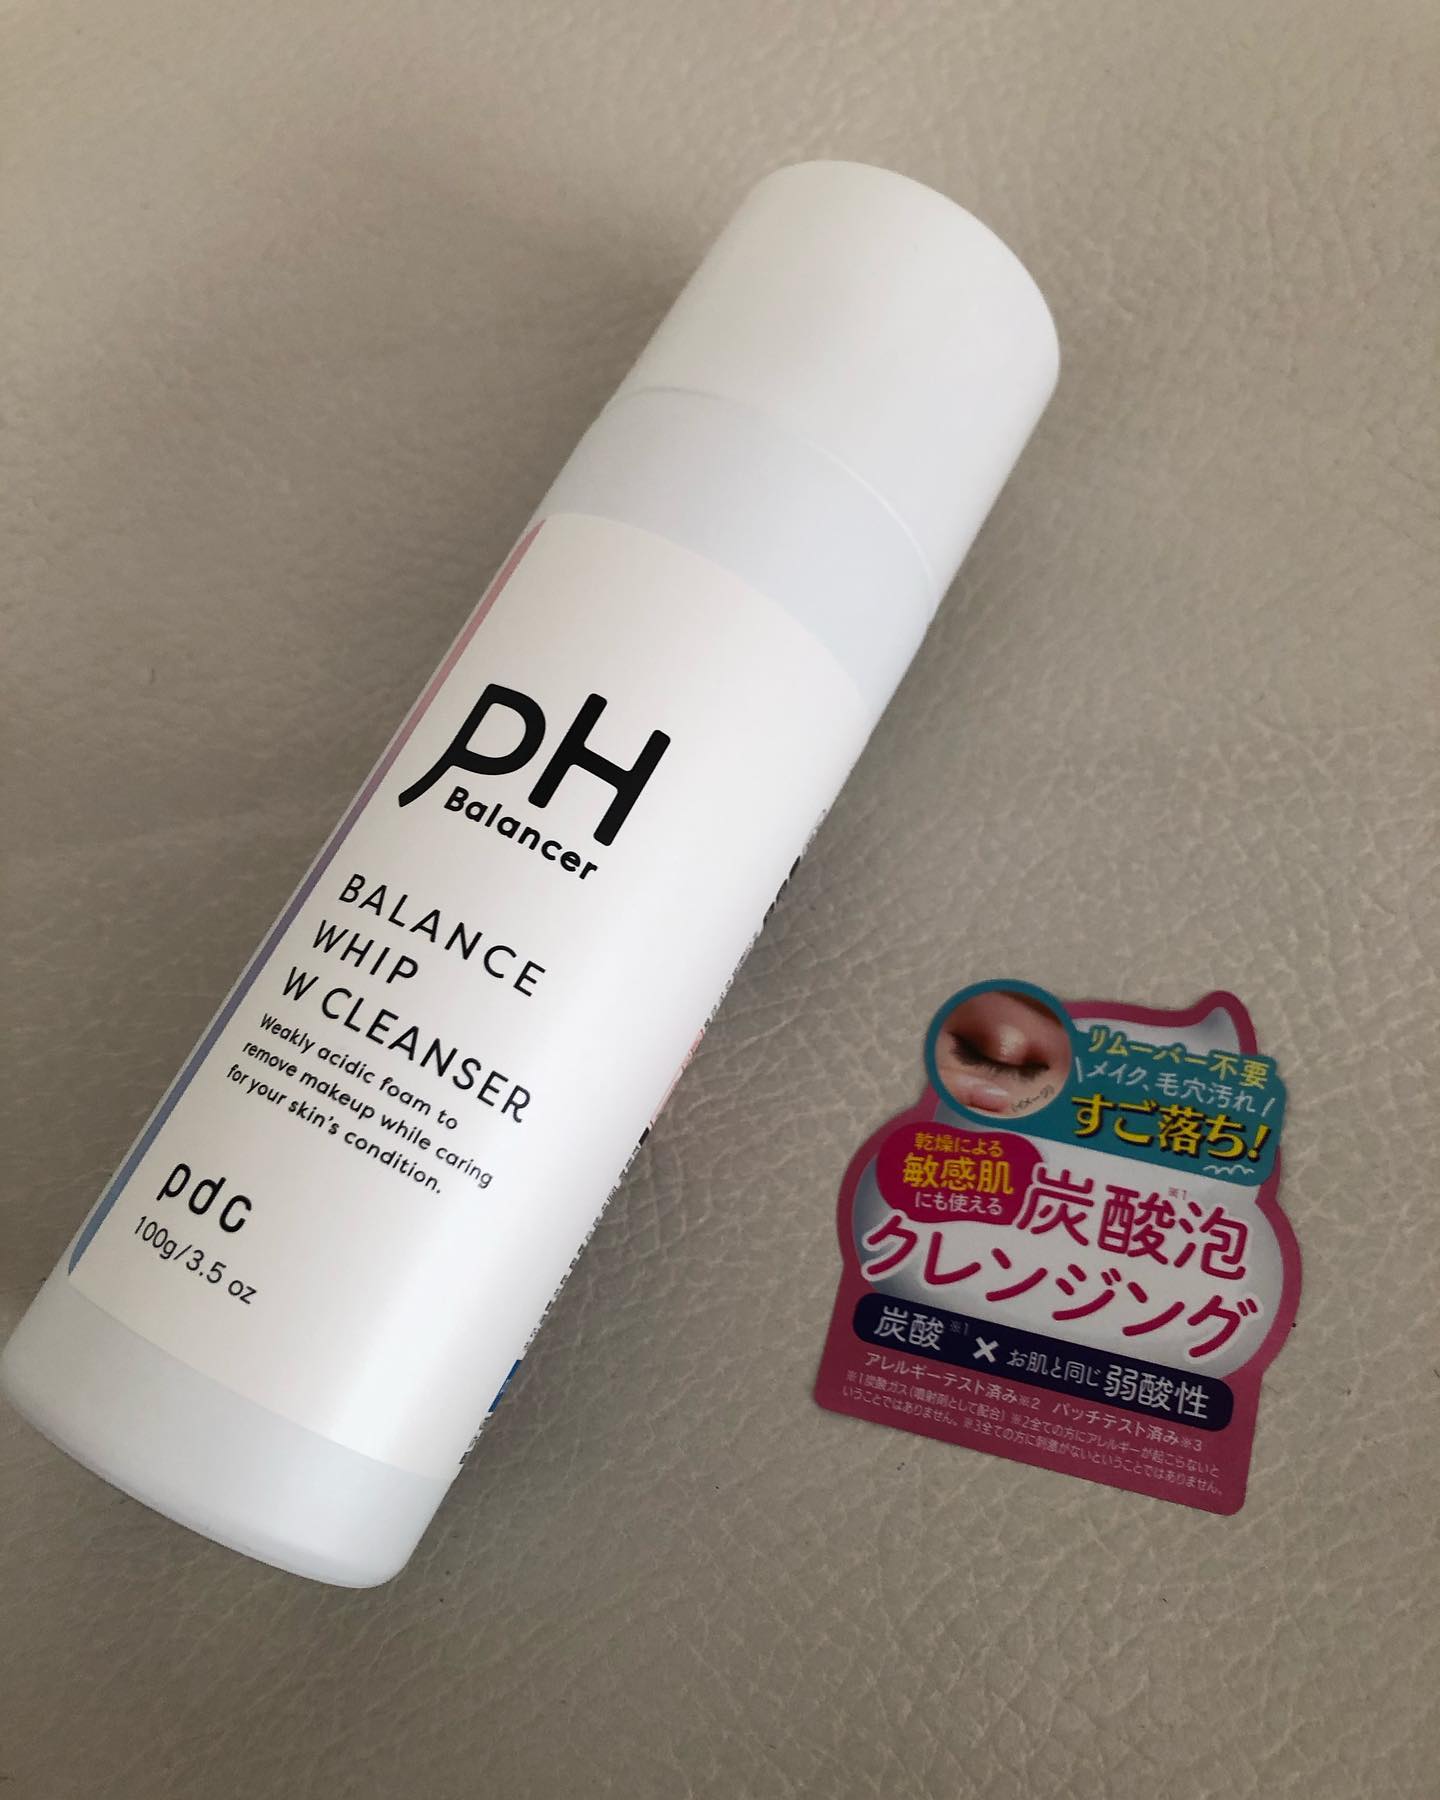 pH
Balancer
BALANCE
WHIP
W CLEANSER
Weakly acidic foam to
remove makeup while caring
for your skin's condition.
pdc
100g/3.5 oz
リムーバー不要
\メイク、毛穴汚れ/
すご落ち!
(イメージ)
乾燥による
敏感肌
にも使える
炭酸泡※1
クレンジング
炭酸※1×お肌と同じ弱酸性
アレルギーテスト済み※2 パッチテスト済み※3
※1炭酸ガス(噴射剤として配合) ※2全ての方にアレルギーが起こらないと
いうことではありません。※3全ての方に刺激がないということではありません。